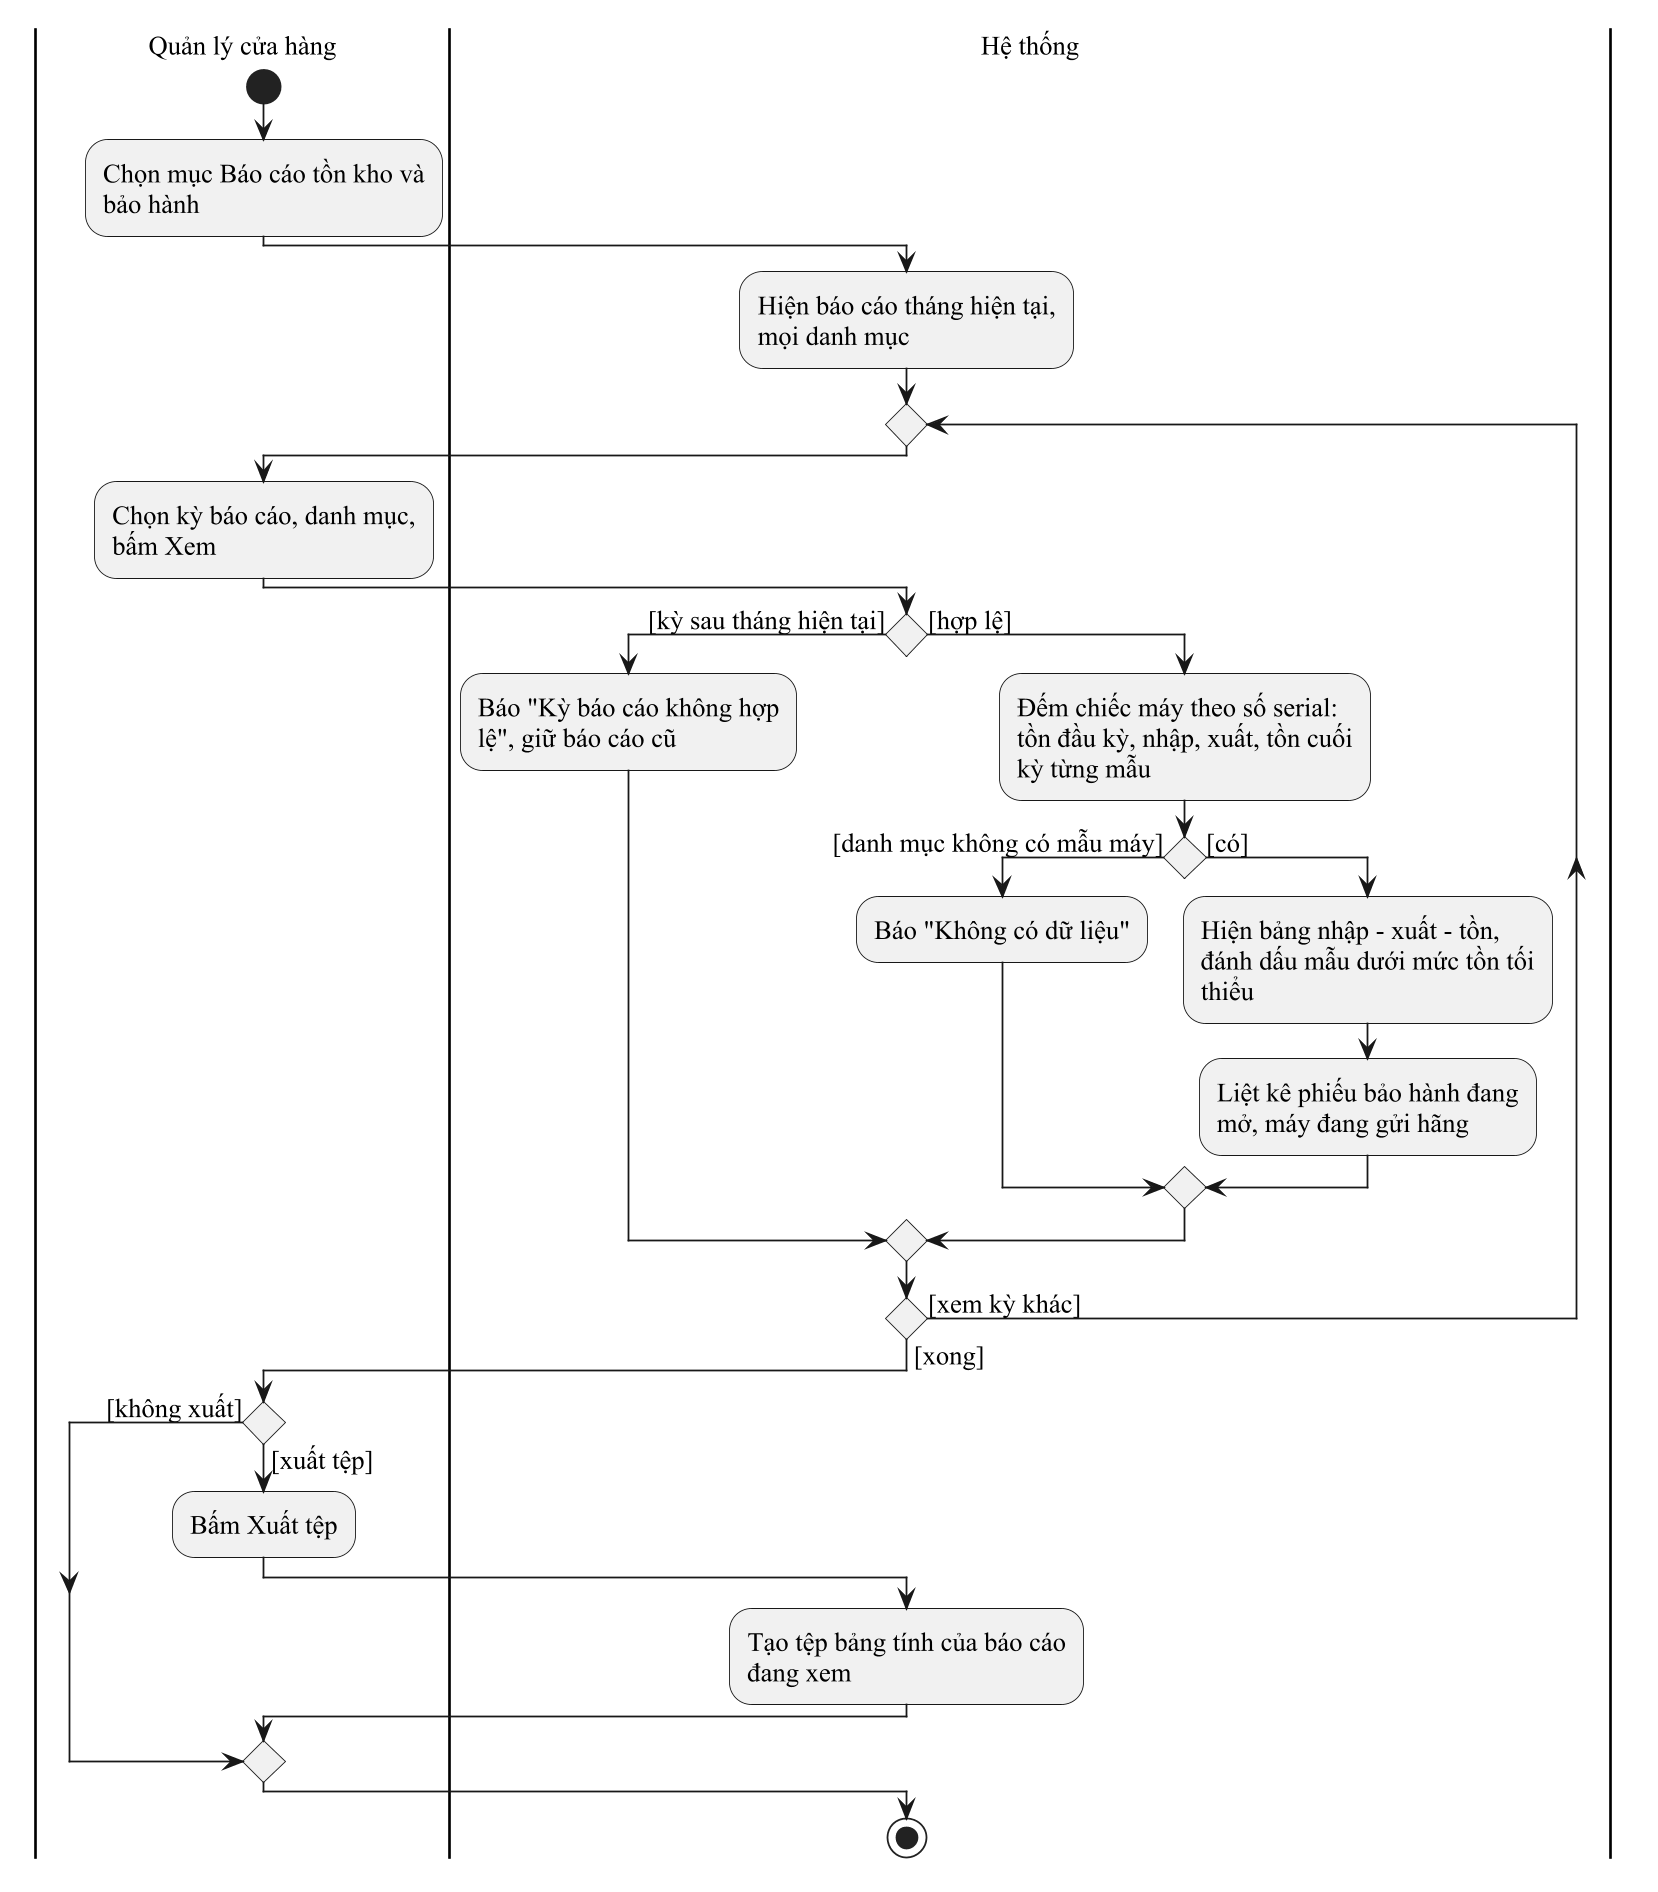 Quản lý cửa hàng
Hệ thống
Chọn mục Báo cáo tồn kho và
bảo hành
Hiện báo cáo tháng hiện tại,
mọi danh mục
Chọn kỳ báo cáo, danh mục,
bấm Xem
[kỳ sau tháng hiện tại]
[hợp lệ]
Báo "Kỳ báo cáo không hợp
lệ", giữ báo cáo cũ
Đếm chiếc máy theo số serial:
tồn đầu kỳ, nhập, xuất, tồn cuối
kỳ từng mẫu
[danh mục không có mẫu máy]
[có]
Báo "Không có dữ liệu"
Hiện bảng nhập - xuất - tồn,
đánh dấu mẫu dưới mức tồn tối
thiểu
Liệt kê phiếu bảo hành đang
mở, máy đang gửi hãng
[xem kỳ khác]
[xong]
[không xuất]
[xuất tệp]
Bấm Xuất tệp
Tạo tệp bảng tính của báo cáo
đang xem